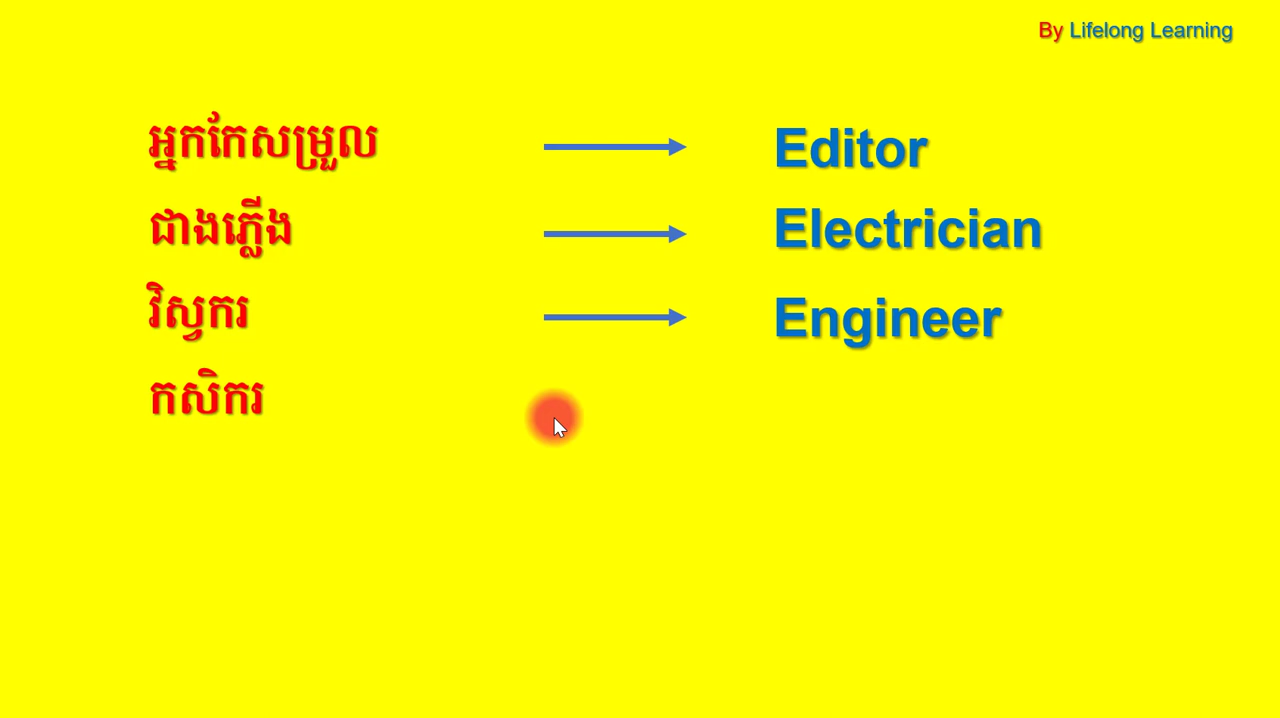 By Lifelong Learning
អ្នកកែសម្រួល Editor
ជាងភ្លើង Electrician
វិស្វករ Engineer
កសិករ